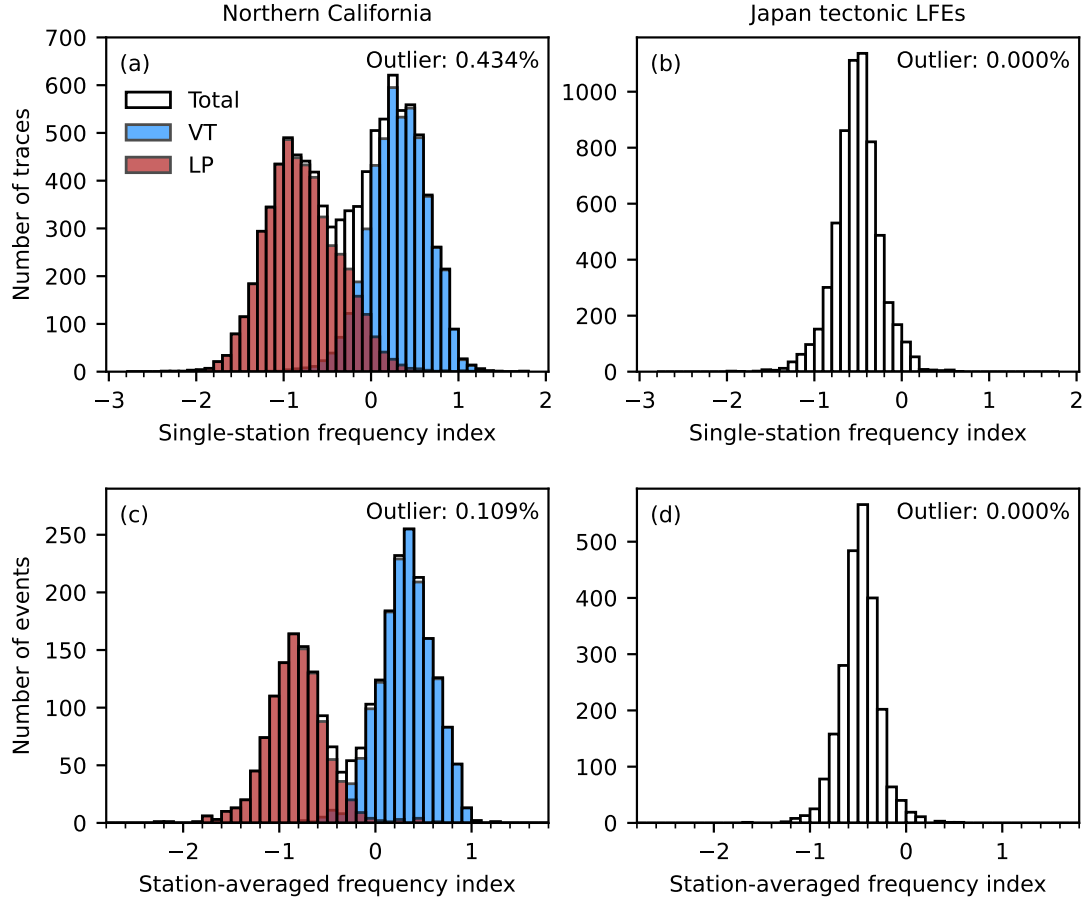 Northern California
Japan tectonic LFEs
(a)
Outlier: 0.434%
Total
VT
LP
Number of traces
700
600
500
400
300
200
100
0
−3 −2 −1 0 1 2
Single-station frequency index
(b)
Outlier: 0.000%
1000
800
600
400
200
0
−3 −2 −1 0 1 2
Single-station frequency index
(c)
Outlier: 0.109%
Number of events
250
200
150
100
50
0
−2 −1 0 1
Station-averaged frequency index
(d)
Outlier: 0.000%
500
400
300
200
100
0
−2 −1 0 1
Station-averaged frequency index